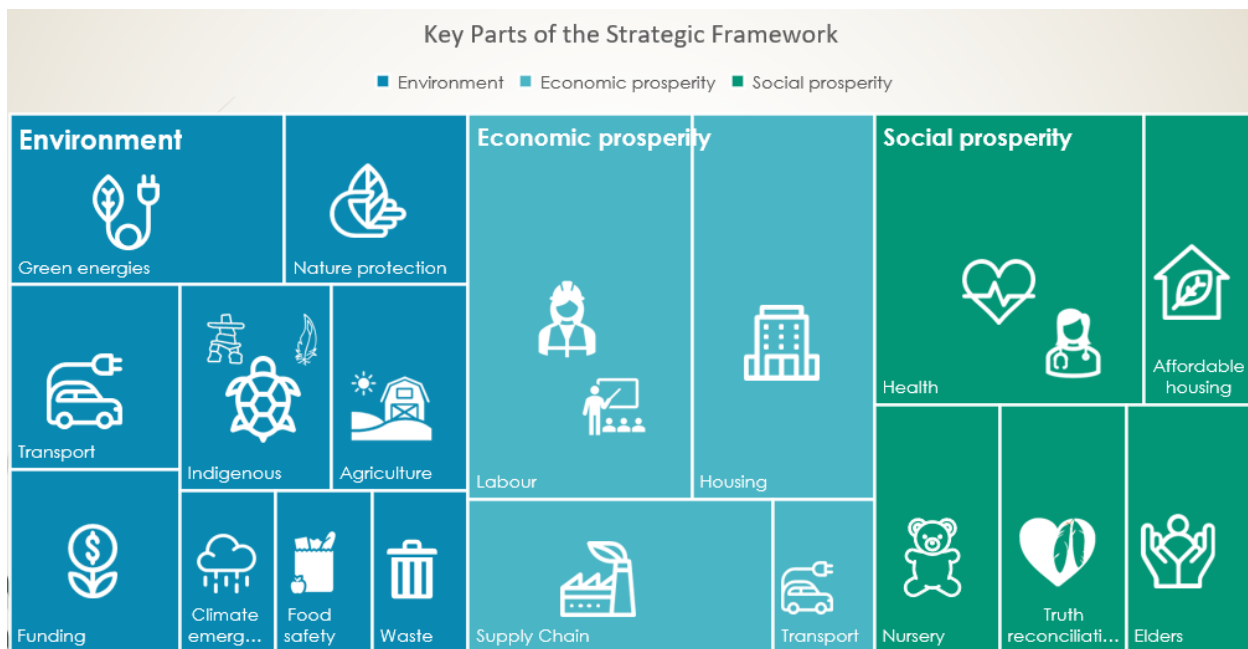 Key Parts of the Strategic Framework
Environment Economic prosperity Social prosperity
Environment
Green energies
Nature protection
Transport
Indigenous
Agriculture
Funding
Climate
emerg...
Food
safety
Waste
Economic prosperity
Labour
Housing
Supply Chain
Transport
Social prosperity
Health
Affordable
housing
Nursery
Truth
reconciliati...
Elders